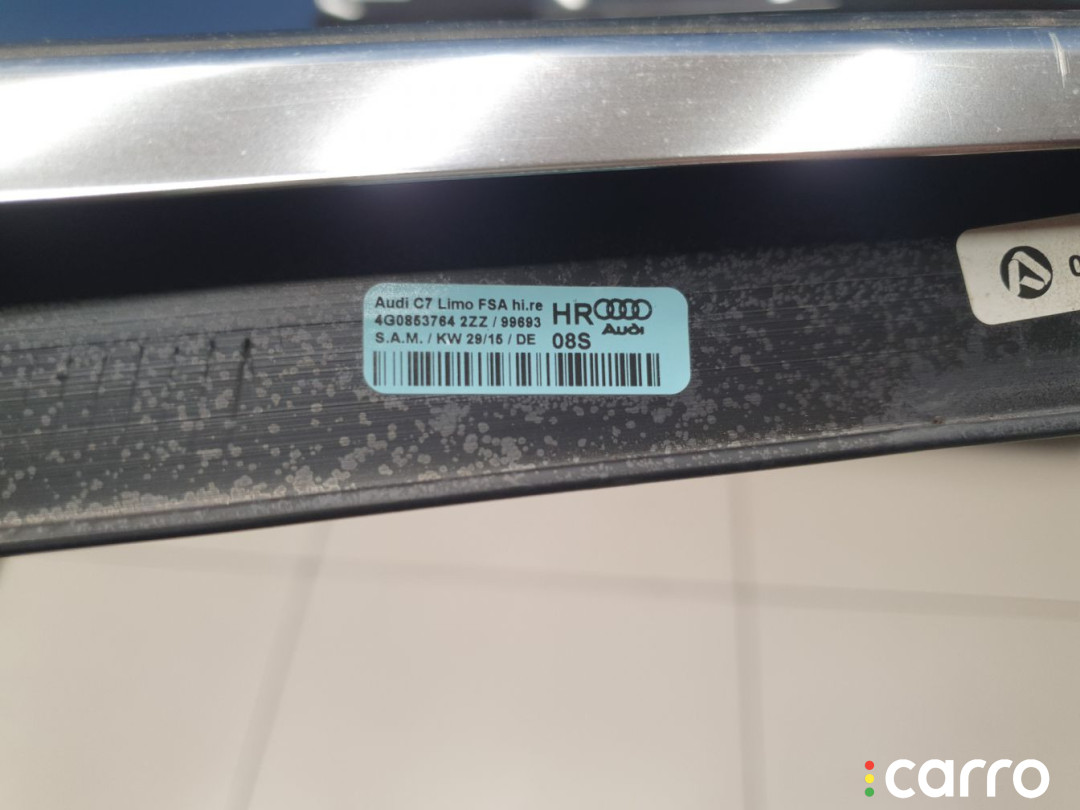 Audi C7 Limo FSA hi.re
4G0853764 2ZZ / 99693
S.A.M. / KW 29/15 / DE
HR
Audi
08S
carro